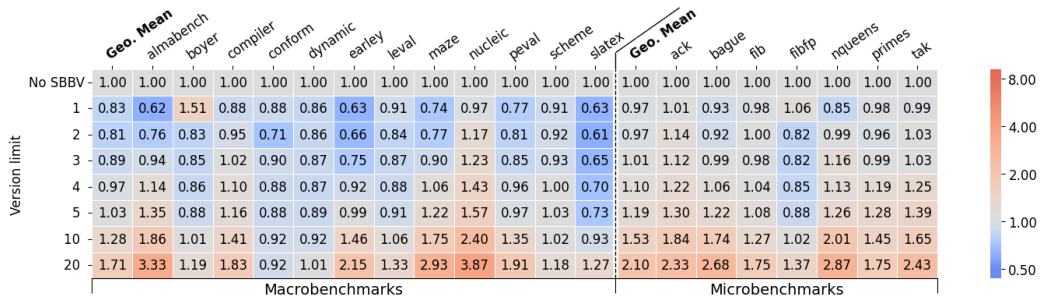 Geo. Mean almabench boyer compiler conform dynamic earley leval maze nucleic peval scheme slatex Geo. Mean ack bague fib fibfp nqueens primes tak
No SBBV 1.00 1.00 1.00 1.00 1.00 1.00 1.00 1.00 1.00 1.00 1.00 1.00 1.00 1.00 1.00 1.00 1.00 1.00 1.00 1.00 1.00
1 0.83 0.62 1.51 0.88 0.88 0.86 0.63 0.91 0.74 0.97 0.77 0.91 0.63 0.97 1.01 0.93 0.98 1.06 0.85 0.98 0.99
2 0.81 0.76 0.83 0.95 0.71 0.86 0.66 0.84 0.77 1.17 0.81 0.92 0.61 0.97 1.14 0.92 1.00 0.82 0.99 0.96 1.03
3 0.89 0.94 0.85 1.02 0.90 0.87 0.75 0.87 0.90 1.23 0.85 0.93 0.65 1.01 1.12 0.99 0.98 0.82 1.16 0.99 1.03
4 0.97 1.14 0.86 1.10 0.88 0.87 0.92 0.88 1.06 1.43 0.96 1.00 0.70 1.10 1.22 1.06 1.04 0.85 1.13 1.19 1.25
5 1.03 1.35 0.88 1.16 0.88 0.89 0.99 0.91 1.22 1.57 0.97 1.03 0.73 1.19 1.30 1.22 1.08 0.88 1.26 1.28 1.39
10 1.28 1.86 1.01 1.41 0.92 0.92 1.46 1.06 1.75 2.40 1.35 1.02 0.93 1.53 1.84 1.74 1.27 1.02 2.01 1.45 1.65
20 1.71 3.33 1.19 1.83 0.92 1.01 2.15 1.33 2.93 3.87 1.91 1.18 1.27 2.10 2.33 2.68 1.75 1.37 2.87 1.75 2.43
Version limit
Macrobenchmarks Microbenchmarks
8.00
4.00
2.00
1.00
0.50